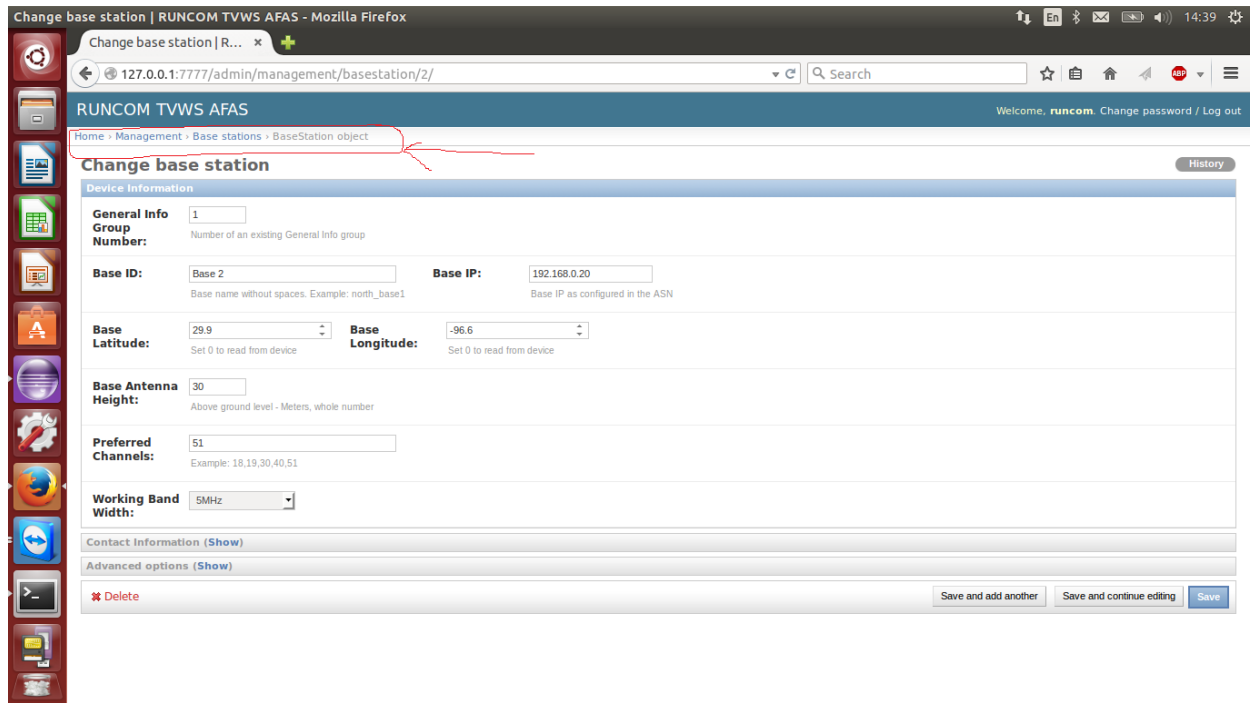 Change base station | RUNCOM TVWS AFAS - Mozilla Firefox En 14:39
Change base station | R... ×
127.0.0.1:7777/admin/management/basestation/2/ Search ABP
RUNCOM TVWS AFAS Welcome, runcom. Change password / Log out
Home › Management › Base stations › BaseStation object
Change base station History
Device Information
General Info Group Number: 1
Number of an existing General Info group
Base ID: Base 2 Base IP: 192.168.0.20
Base name without spaces. Example: north_base1 Base IP as configured in the ASN
Base Latitude: 29.9 Base Longitude: -96.6
Set 0 to read from device Set 0 to read from device
Base Antenna Height: 30
Above ground level - Meters, whole number
Preferred Channels: 51
Example: 18,19,30,40,51
Working Band Width: 5MHz
Contact Information (Show)
Advanced options (Show)
Delete Save and add another Save and continue editing Save